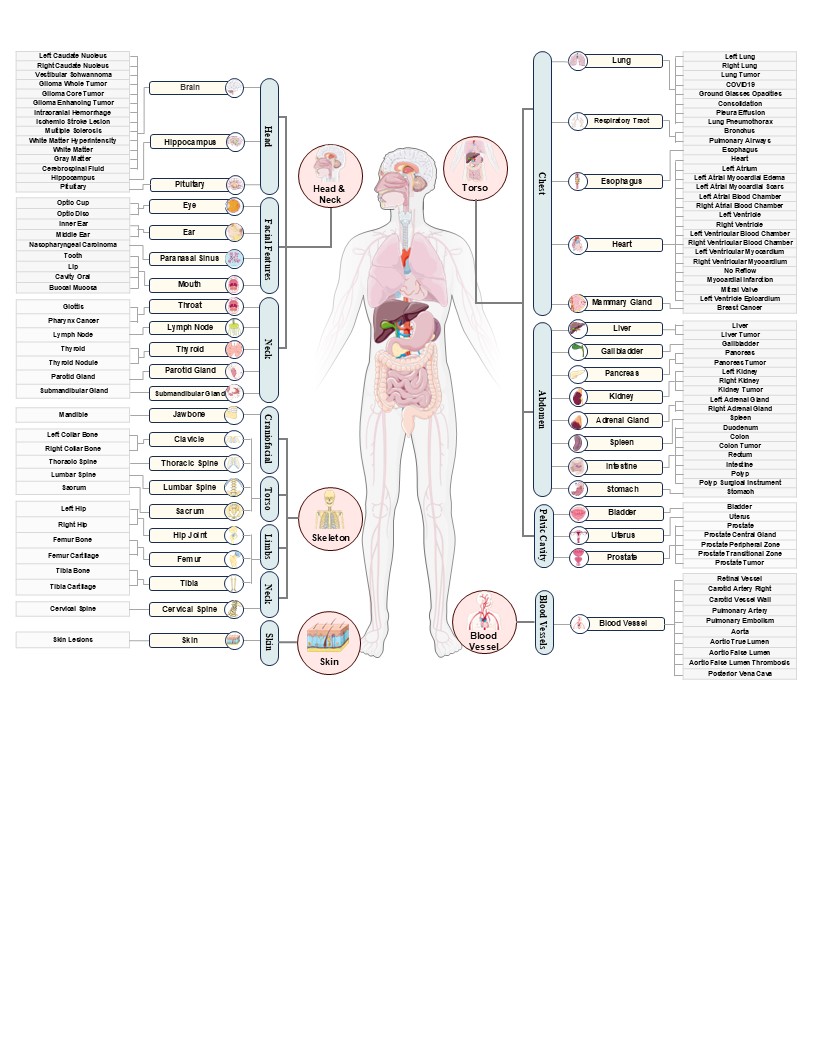 Left Caudate Nucleus
Right Caudate Nucleus
Vestibular Schwannoma
Glioma Whole Tumor
Glioma Core Tumor
Glioma Enhancing Tumor
Intracranial Hemorrhage
Ischemic Stroke Lesion
Multiple Sclerosis
White Matter Hyperintensity
White Matter
Gray Matter
Cerebrospinal Fluid
Hippocampus
Pituitary
Optic Cup
Optic Disc
Inner Ear
Middle Ear
Nasopharyngeal Carcinoma
Tooth
Lip
Cavity Oral
Buccal Mucosa
Glottis
Pharynx Cancer
Lymph Node
Thyroid
Thyroid Nodule
Parotid Gland
Submandibular Gland
Mandible
Left Collar Bone
Right Collar Bone
Thoracic Spine
Lumbar Spine
Sacrum
Left Hip
Right Hip
Femur Bone
Femur Cartilage
Tibia Bone
Tibia Cartilage
Cervical Spine
Skin Lesions
Brain
Hippocampus
Pituitary
Eye
Ear
Paranasal Sinus
Mouth
Throat
Lymph Node
Thyroid
Parotid Gland
Submandibular Gland
Jawbone
Clavicle
Thoracic Spine
Lumbar Spine
Sacrum
Hip Joint
Femur
Tibia
Cervical Spine
Skin
Head
Facial Features
Neck
Craniofacial
Torso
Limbs
Neck
Skin
Head &
Neck
Skeleton
Skin
Torso
Blood
Vessel
Chest
Abdomen
Pelvic Cavity
Blood Vessels
Lung
Respiratory Tract
Esophagus
Heart
Mammary Gland
Liver
Gallbladder
Pancreas
Kidney
Adrenal Gland
Spleen
Intestine
Stomach
Bladder
Uterus
Prostate
Blood Vessel
Left Lung
Right Lung
Lung Tumor
COVID19
Ground Glasses Opacities
Consolidation
Pleura Effusion
Lung Pneumothorax
Bronchus
Pulmonary Airways
Esophagus
Heart
Left Atrium
Left Atrial Myocardial Edema
Left Atrial Myocardial Scars
Left Atrial Blood Chamber
Right Atrial Blood Chamber
Left Ventricle
Right Ventricle
Left Ventricular Blood Chamber
Right Ventricular Blood Chamber
Left Ventricular Myocardium
Right Ventricular Myocardium
No Reflow
Myocardial Infarction
Mitral Valve
Left Ventricle Epicardium
Breast Cancer
Liver
Liver Tumor
Gallbladder
Pancreas
Pancreas Tumor
Left Kidney
Right Kidney
Kidney Tumor
Left Adrenal Gland
Right Adrenal Gland
Spleen
Duodenum
Colon
Colon Tumor
Rectum
Intestine
Polyp
Polyp Surgical Instrument
Stomach
Bladder
Uterus
Prostate
Prostate Central Gland
Prostate Peripheral Zone
Prostate Transitional Zone
Prostate Tumor
Retinal Vessel
Carotid Artery Right
Carotid Vessel Wall
Pulmonary Artery
Pulmonary Embolism
Aorta
Aortic True Lumen
Aortic False Lumen
Aortic False Lumen Thrombosis
Posterior Vena Cava